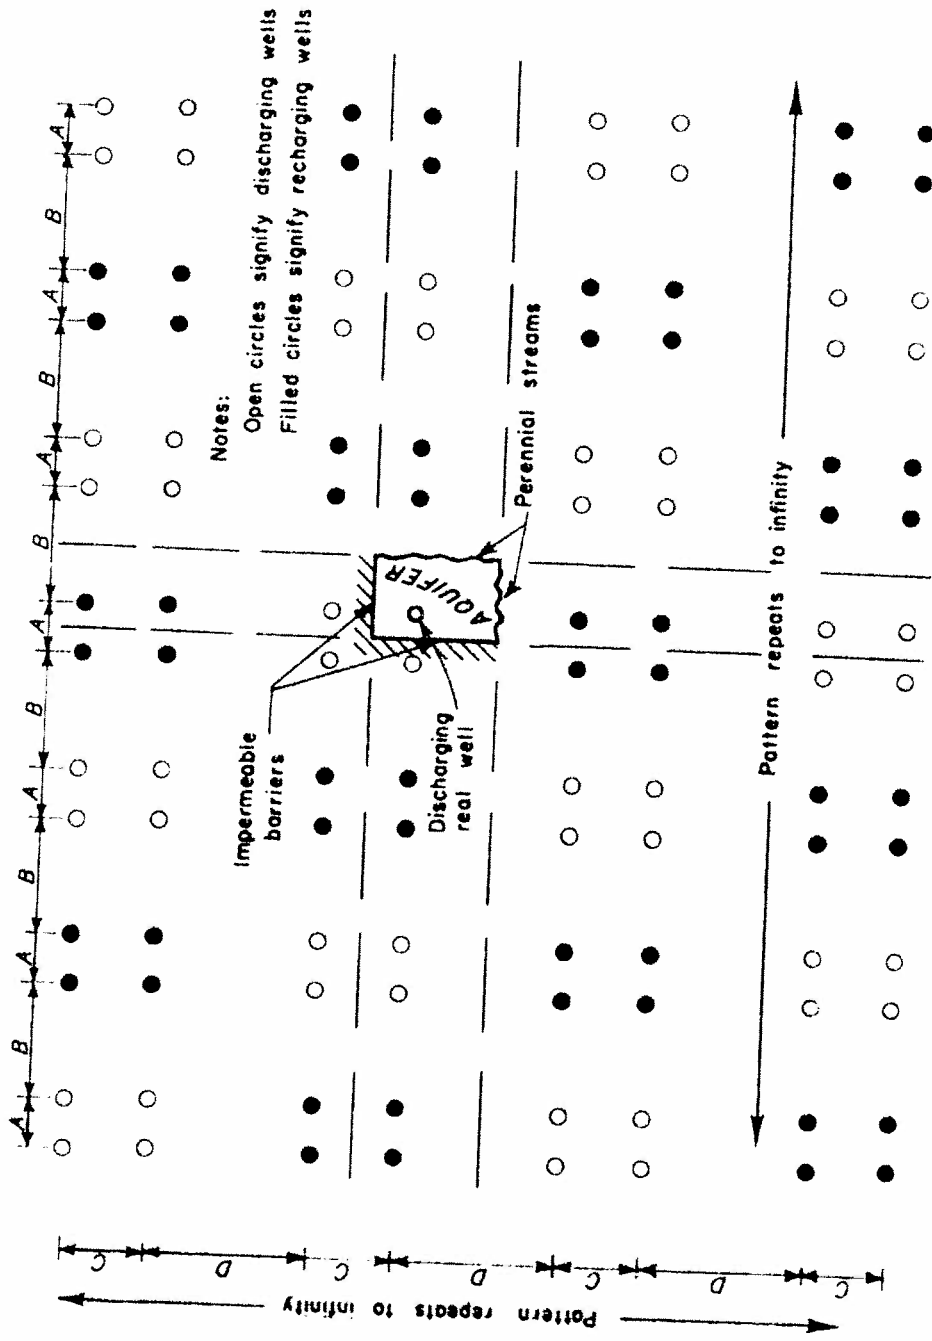 A
B
A
B
A
B
A
B
A
B
A
B
A
Notes:
Open circles signify discharging wells
Filled circles signify recharging wells
Impermeable
barriers
AQUIFER
Discharging
real well
Perennial streams
Pattern repeats to infinity
C
D
C
D
C
D
C
Pattern repeats to infinity